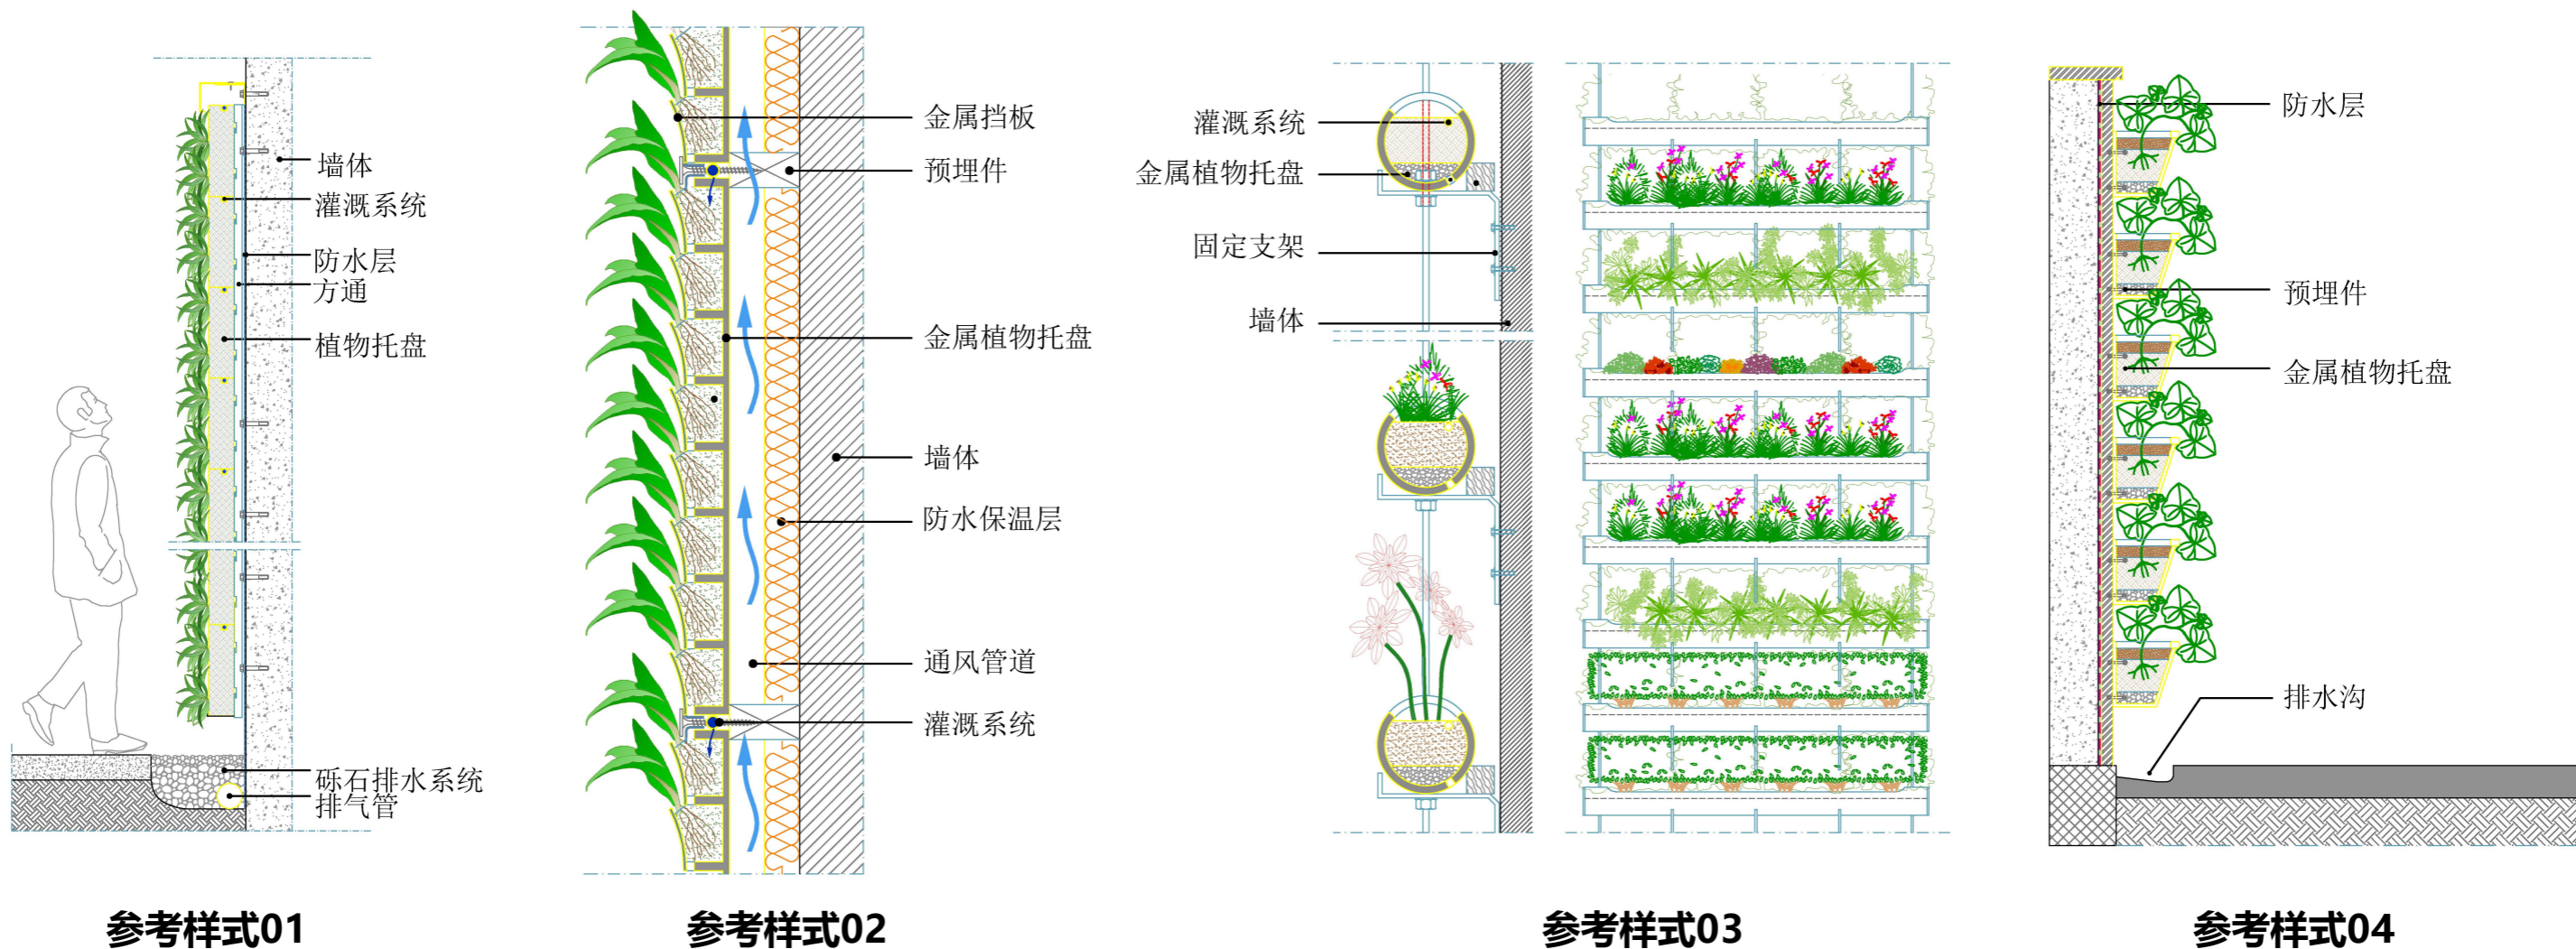 墙体
灌溉系统
防水层
方通
植物托盘
砾石排水系统
排气管
参考样式01
金属挡板
预埋件
金属植物托盘
墙体
防水保温层
通风管道
灌溉系统
参考样式02
灌溉系统
金属植物托盘
固定支架
墙体
参考样式03
防水层
预埋件
金属植物托盘
排水沟
参考样式04